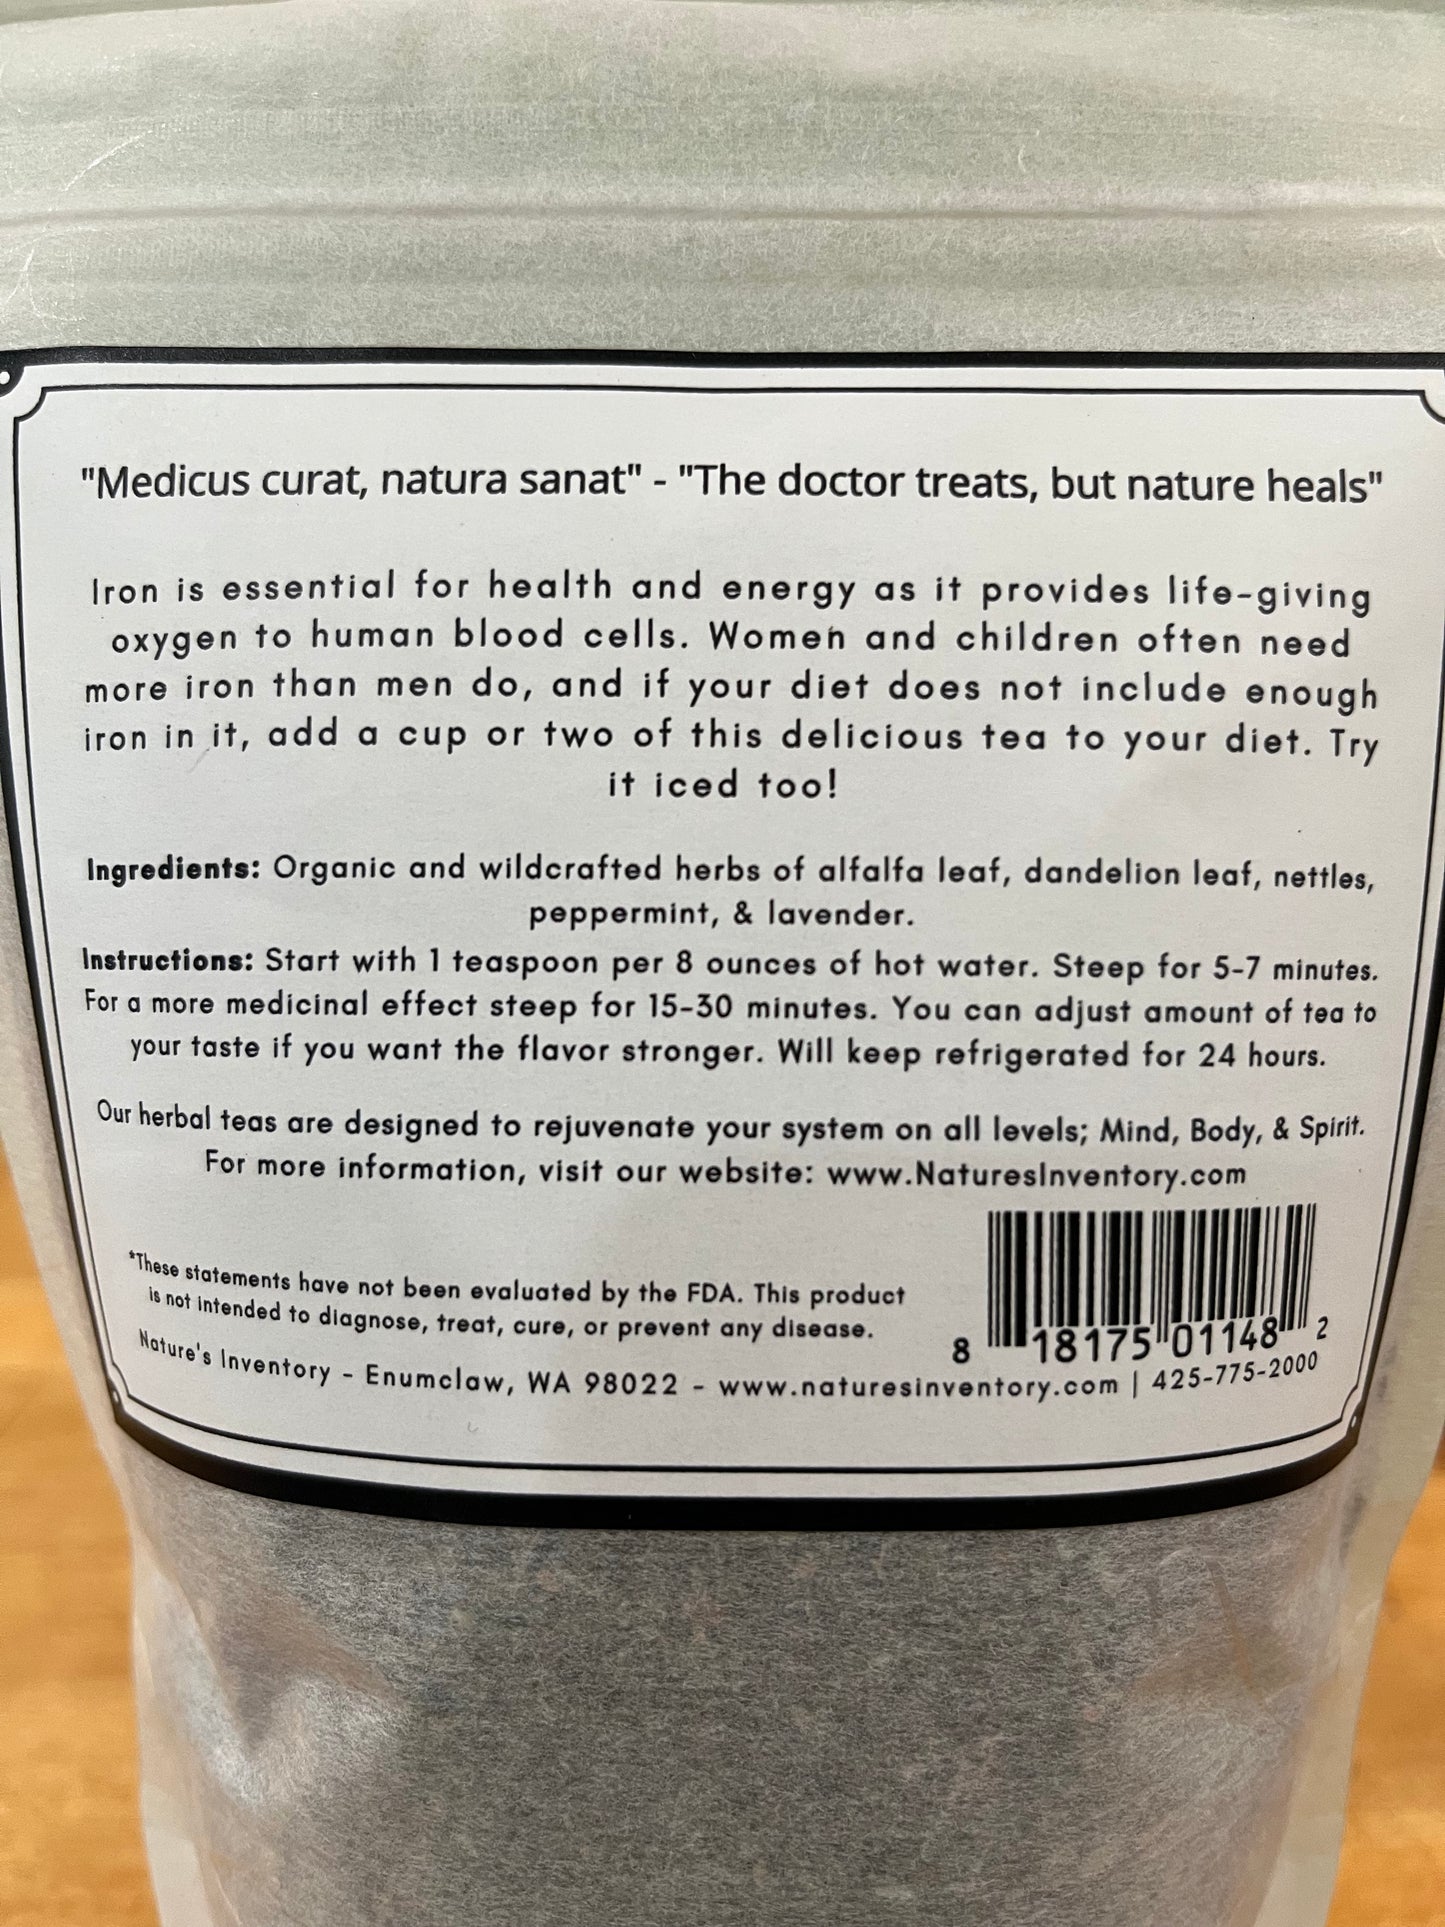 "Medicus curat, natura sanat" - "The doctor treats, but nature heals"
Iron is essential for health and energy as it provides life-giving
oxygen to human blood cells. Women and children often need
more iron than men do, and if your diet does not include enough
iron in it, add a cup or two of this delicious tea to your diet. Try
it iced too!
Ingredients: Organic and wildcrafted herbs of alfalfa leaf, dandelion leaf, nettles,
peppermint, & lavender.
Instructions: Start with 1 teaspoon per 8 ounces of hot water. Steep for 5-7 minutes.
For a more medicinal effect steep for 15-30 minutes. You can adjust amount of tea to
your taste if you want the flavor stronger. Will keep refrigerated for 24 hours.
Our herbal teas are designed to rejuvenate your system on all levels; Mind, Body, & Spirit.
For more information, visit our website: www.NaturesInventory.com
*These statements have not been evaluated by the FDA. This product
is not intended to diagnose, treat, cure, or prevent any disease.
8 18175 01148 2
Nature's Inventory - Enumclaw, WA 98022 - www.naturesinventory.com | 425-775-2000